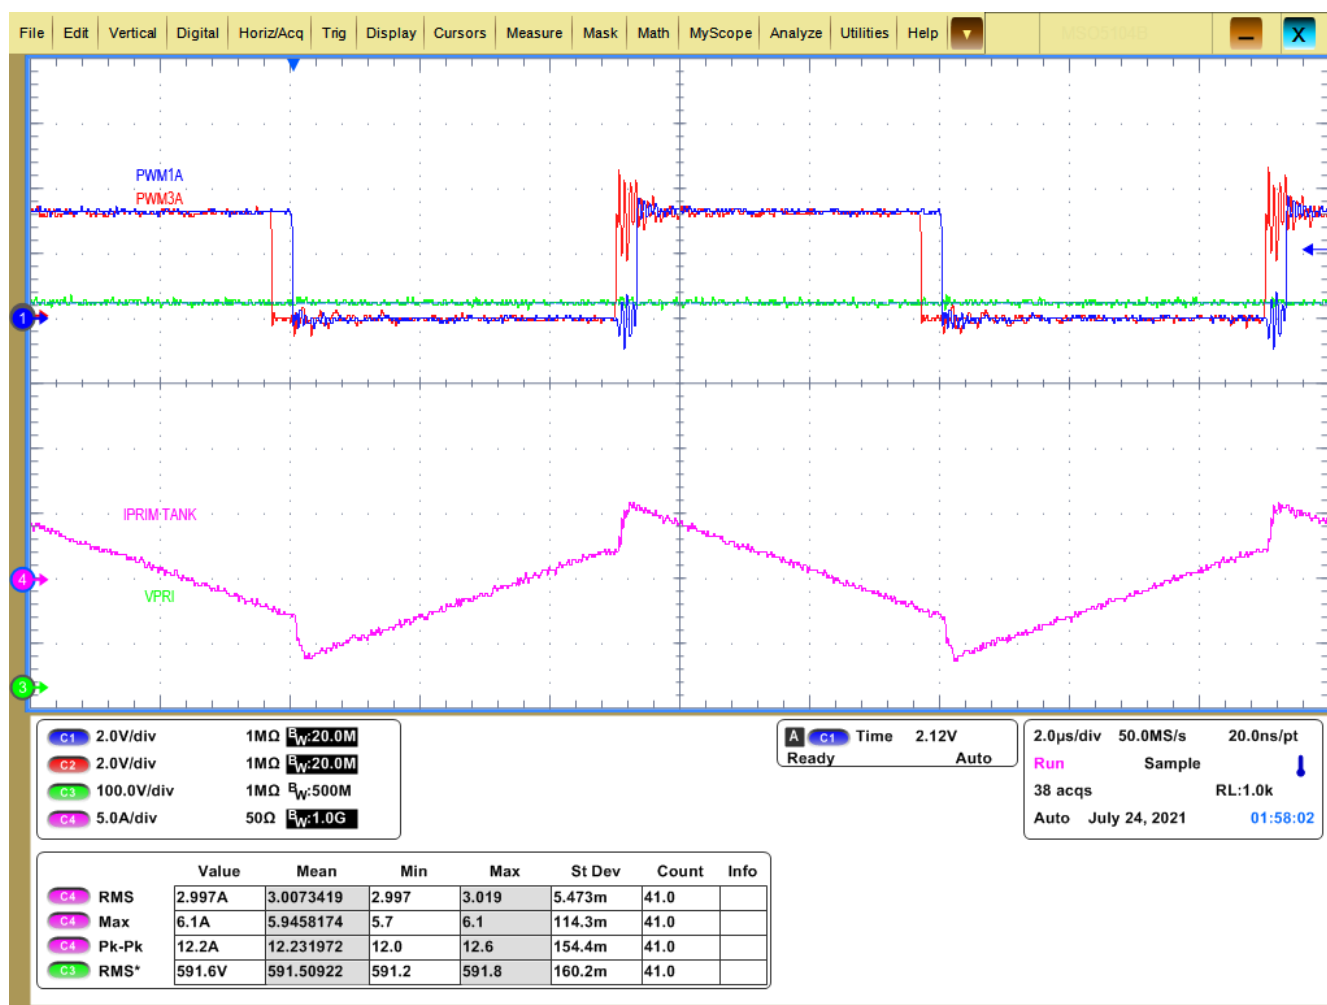 File Edit Vertical Digital Horiz/Acq Trig Display Cursors Measure Mask Math MyScope Analyze Utilities Help
X
PWM1A
PWM3A
1
IPRIM TANK
4
VPRI
3
C1 2.0V/div 1MΩ BW:20.0M
C2 2.0V/div 1MΩ BW:20.0M
C3 100.0V/div 1MΩ BW:500M
C4 5.0A/div 50Ω BW:1.0G
A C1 Time 2.12V
Ready Auto
2.0µs/div 50.0MS/s 20.0ns/pt
Run Sample
38 acqs RL:1.0k
Auto July 24, 2021 01:58:02
Value Mean Min Max St Dev Count Info
C4 RMS 2.997A 3.0073419 2.997 3.019 5.473m 41.0
C4 Max 6.1A 5.9458174 5.7 6.1 114.3m 41.0
C4 Pk-Pk 12.2A 12.231972 12.0 12.6 154.4m 41.0
C3 RMS* 591.6V 591.50922 591.2 591.8 160.2m 41.0